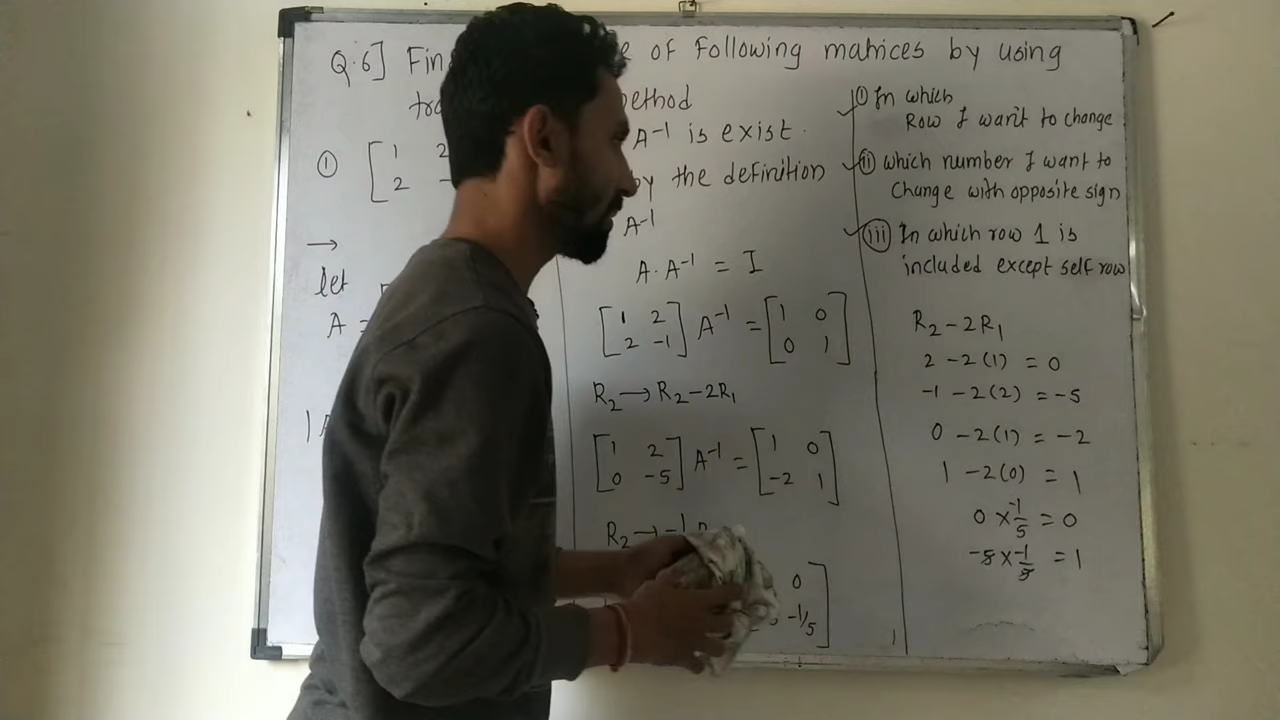 Q.6] Fin e of Following matrices by using
ethod
① [1 2
2
→
let
A =
A⁻¹ is exist.
by the definition
A⁻¹
A·A⁻¹ = I
[1 2
2 -1] A⁻¹ = [1 0
0 1]
R₂ → R₂-2R₁
[1 2
0 -5] A⁻¹ = [1 0
-2 1]
R₂ → -1
0
-1/5]
① In which
Row I want to change
ⅱ which number I want to
Change with opposite sign
ⅲ In which row 1 is
included except self row
R₂-2R₁
2 -2(1) = 0
-1 -2(2) = -5
0 -2(1) = -2
1 -2(0) = 1
0 × -1/5 = 0
-5 × -1/5 = 1